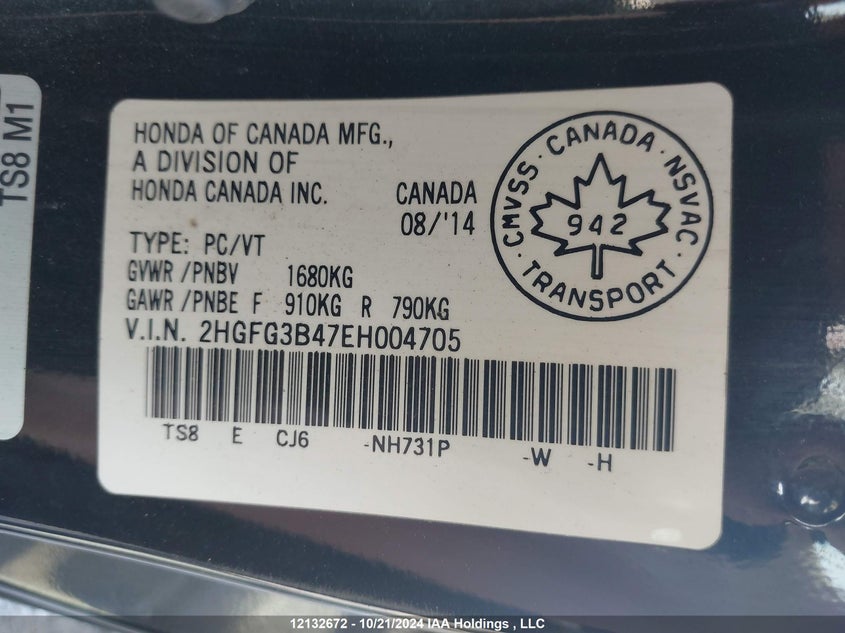 TS8 M1
HONDA OF CANADA MFG.,
A DIVISION OF
HONDA CANADA INC. CANADA
08/'14
TYPE: PC/VT
GVWR/PNBV 1680KG
GAWR/PNBE F 910KG R 790KG
V.I.N. 2HGFG3B47EH004705
TS8 E CJ6 -NH731P -W -H
CMVSS · CANADA · NSVAC · TRANSPORT ·
942
12132672 - 10/21/2024 IAA Holdings , LLC